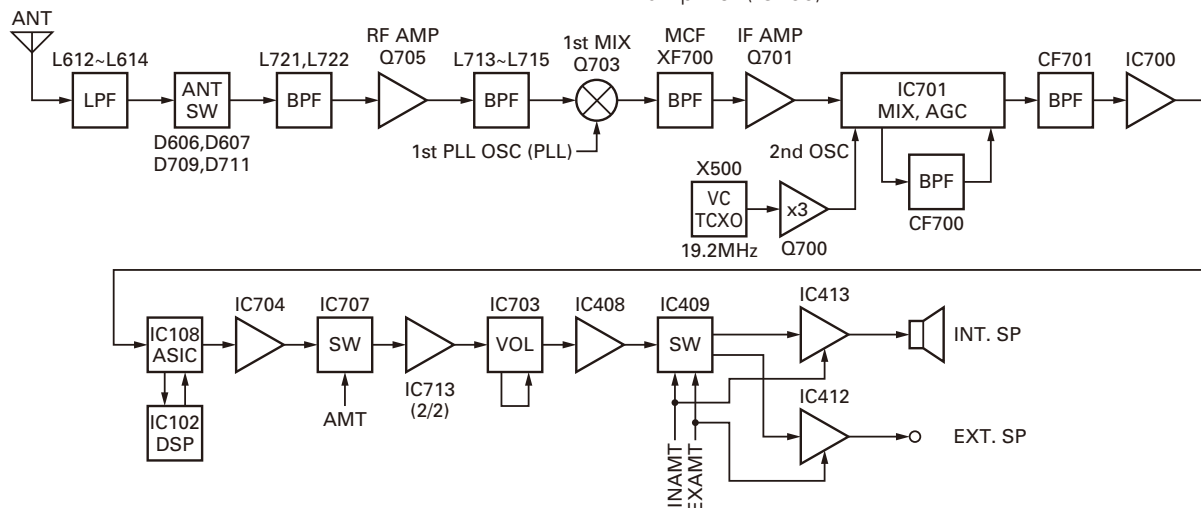 ANT
L612~L614
LPF
ANT
SW
D606,D607
D709,D711
L721,L722
BPF
RF AMP
Q705
L713~L715
BPF
1st MIX
Q703
1st PLL OSC (PLL)
MCF
XF700
BPF
IF AMP
Q701
IC701
MIX, AGC
2nd OSC
X500
VC
TCXO
19.2MHz
x3
Q700
BPF
CF700
CF701
BPF
IC700
IC108
ASIC
IC102
DSP
IC704
IC707
SW
AMT
IC713
(2/2)
IC703
VOL
IC408
IC409
SW
INAMT
EXAMT
IC413
INT. SP
IC412
EXT. SP